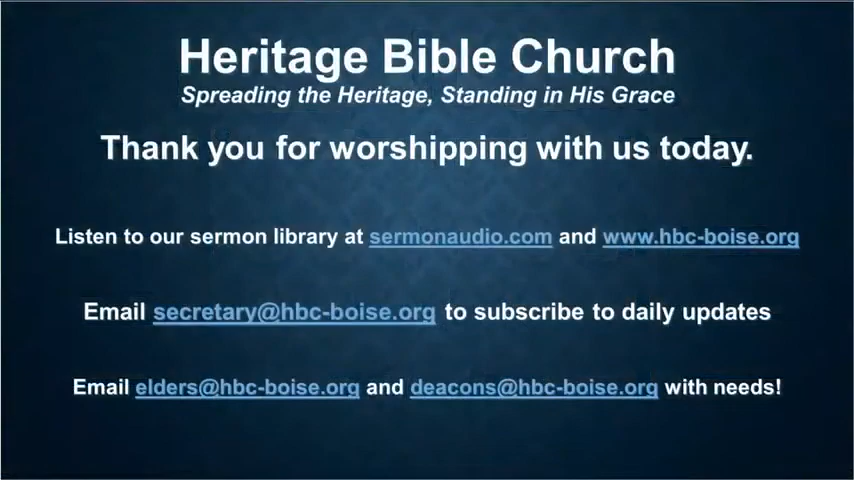 Heritage Bible Church
Spreading the Heritage, Standing in His Grace
Thank you for worshipping with us today.
Listen to our sermon library at sermonaudio.com and www.hbc-boise.org
Email secretary@hbc-boise.org to subscribe to daily updates
Email elders@hbc-boise.org and deacons@hbc-boise.org with needs!